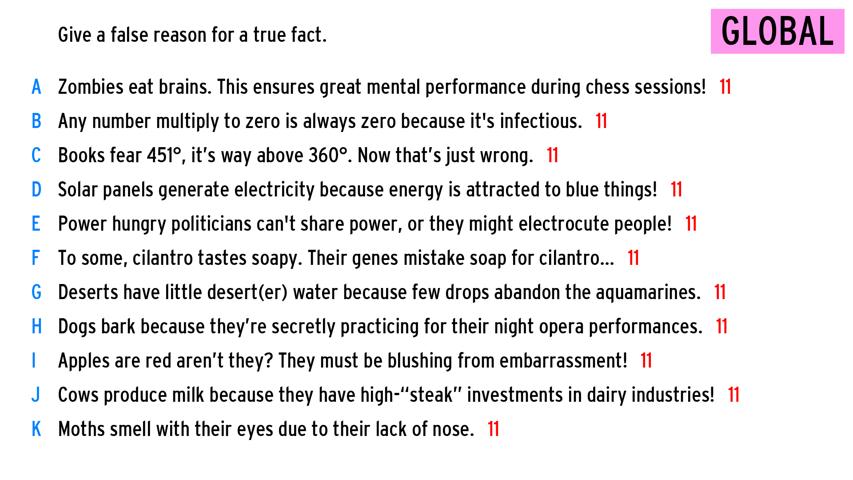 Give a false reason for a true fact.
GLOBAL
A Zombies eat brains. This ensures great mental performance during chess sessions! 11
B Any number multiply to zero is always zero because it's infectious. 11
C Books fear 451°, it’s way above 360°. Now that’s just wrong. 11
D Solar panels generate electricity because energy is attracted to blue things! 11
E Power hungry politicians can't share power, or they might electrocute people! 11
F To some, cilantro tastes soapy. Their genes mistake soap for cilantro... 11
G Deserts have little desert(er) water because few drops abandon the aquamarines. 11
H Dogs bark because they’re secretly practicing for their night opera performances. 11
I Apples are red aren’t they? They must be blushing from embarrassment! 11
J Cows produce milk because they have high-“steak” investments in dairy industries! 11
K Moths smell with their eyes due to their lack of nose. 11